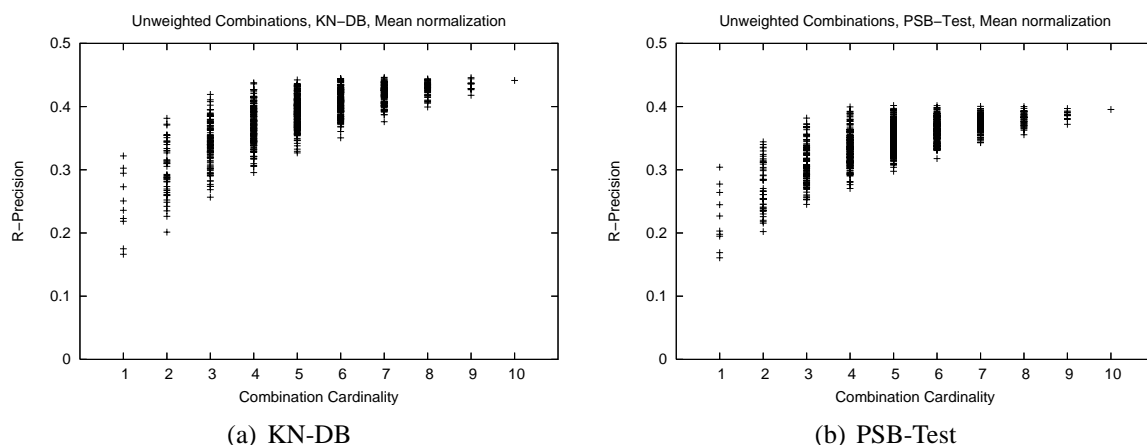 Unweighted Combinations, KN-DB, Mean normalization
0.5
0.4
0.3
0.2
0.1
0
R-Precision
1 2 3 4 5 6 7 8 9 10
Combination Cardinality
(a) KN-DB
Unweighted Combinations, PSB-Test, Mean normalization
0.5
0.4
0.3
0.2
0.1
0
R-Precision
1 2 3 4 5 6 7 8 9 10
Combination Cardinality
(b) PSB-Test